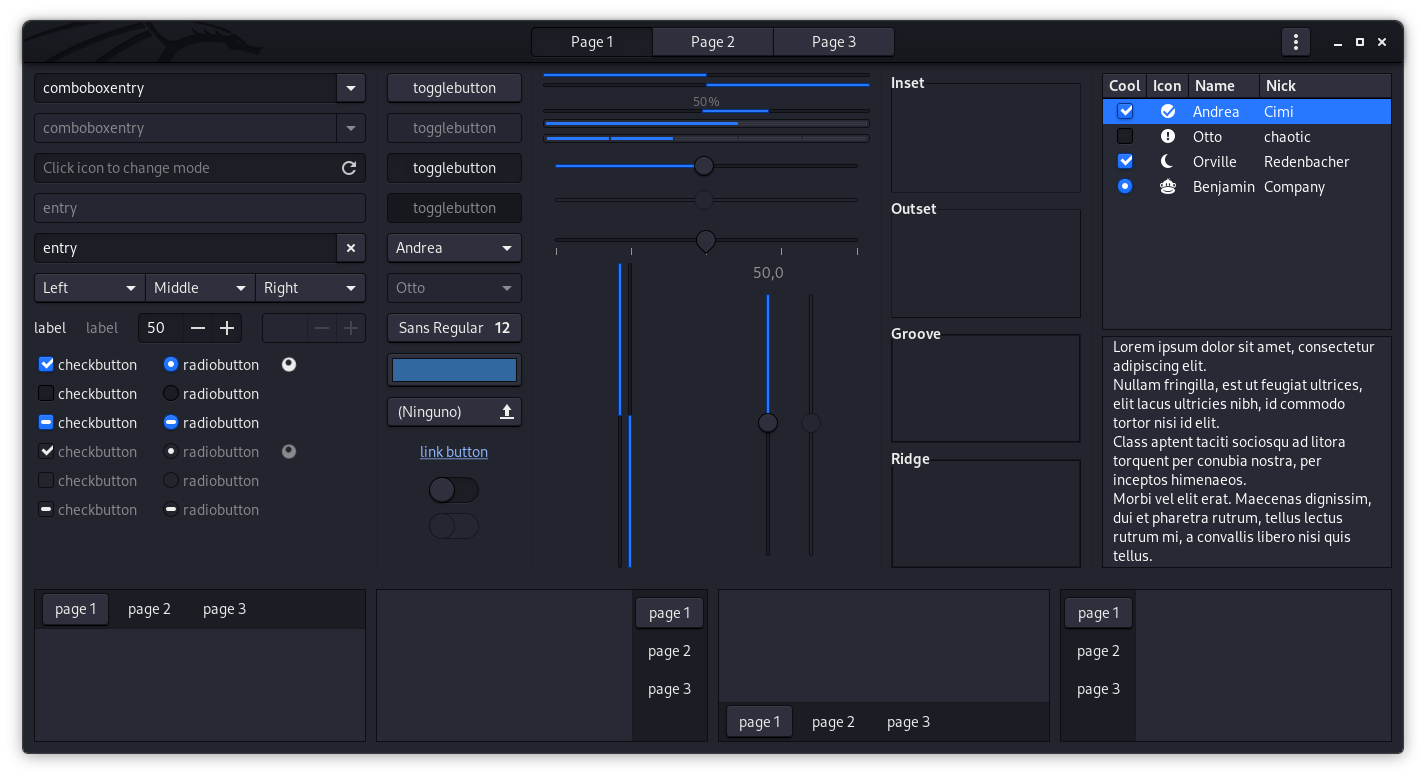 Page 1
Page 2
Page 3
comboboxentry
comboboxentry
Click icon to change mode
entry
entry
Left
Middle
Right
label
label
50
checkbutton
radiobutton
checkbutton
radiobutton
checkbutton
radiobutton
checkbutton
radiobutton
checkbutton
radiobutton
checkbutton
radiobutton
togglebutton
togglebutton
togglebutton
togglebutton
Andrea
Otto
Sans Regular 12
(Ninguno)
link button
50%
50,0
Inset
Outset
Groove
Ridge
Cool Icon Name Nick
Andrea Cimi
Otto chaotic
Orville Redenbacher
Benjamin Company
Lorem ipsum dolor sit amet, consectetur
adipiscing elit.
Nullam fringilla, est ut feugiat ultrices,
elit lacus ultricies nibh, id commodo
tortor nisi id elit.
Class aptent taciti sociosqu ad litora
torquent per conubia nostra, per
inceptos himenaeos.
Morbi vel elit erat. Maecenas dignissim,
dui et pharetra rutrum, tellus lectus
rutrum mi, a convallis libero nisi quis
tellus.
page 1
page 2
page 3
page 1
page 2
page 3
page 1
page 2
page 3
page 1
page 2
page 3